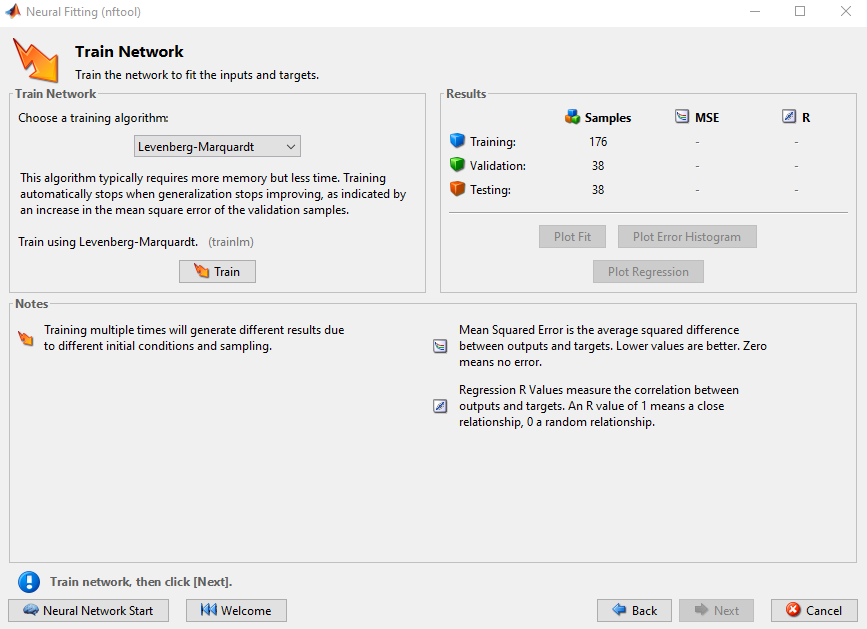 Neural Fitting (nftool)
Train Network
Train the network to fit the inputs and targets.
Train Network
Choose a training algorithm:
Levenberg-Marquardt
This algorithm typically requires more memory but less time. Training
automatically stops when generalization stops improving, as indicated by
an increase in the mean square error of the validation samples.
Train using Levenberg-Marquardt. (trainlm)
Train
Results
Samples MSE R
Training: 176 - -
Validation: 38 - -
Testing: 38 - -
Plot Fit Plot Error Histogram
Plot Regression
Notes
Training multiple times will generate different results due
to different initial conditions and sampling.
Mean Squared Error is the average squared difference
between outputs and targets. Lower values are better. Zero
means no error.
Regression R Values measure the correlation between
outputs and targets. An R value of 1 means a close
relationship, 0 a random relationship.
Train network, then click [Next].
Neural Network Start Welcome Back Next Cancel